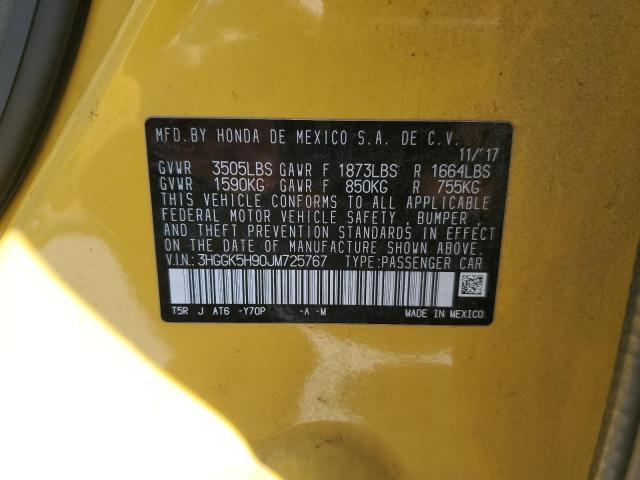 MFD. BY HONDA DE MEXICO S.A. DE C.V.
11/'17
GVWR 3505LBS GAWR F 1873LBS R 1664LBS
GVWR 1590KG GAWR F 850KG R 755KG
THIS VEHICLE CONFORMS TO ALL APPLICABLE
FEDERAL MOTOR VEHICLE SAFETY, BUMPER,
AND THEFT PREVENTION STANDARDS IN EFFECT
ON THE DATE OF MANUFACTURE SHOWN ABOVE.
V.I.N.: 3HGGK5H90JM725767 TYPE: PASSENGER CAR
T5R J AT6 -Y70P -A -M MADE IN MEXICO